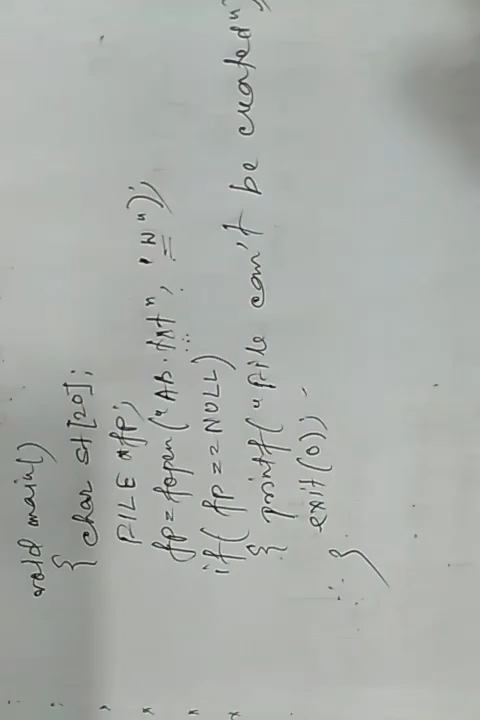 void main()
{ char st[20];
FILE *fp;
fp=fopen("AB.txt", "w");
if( fp==NULL)
{ printf("File can't be created")
exit(0);
}